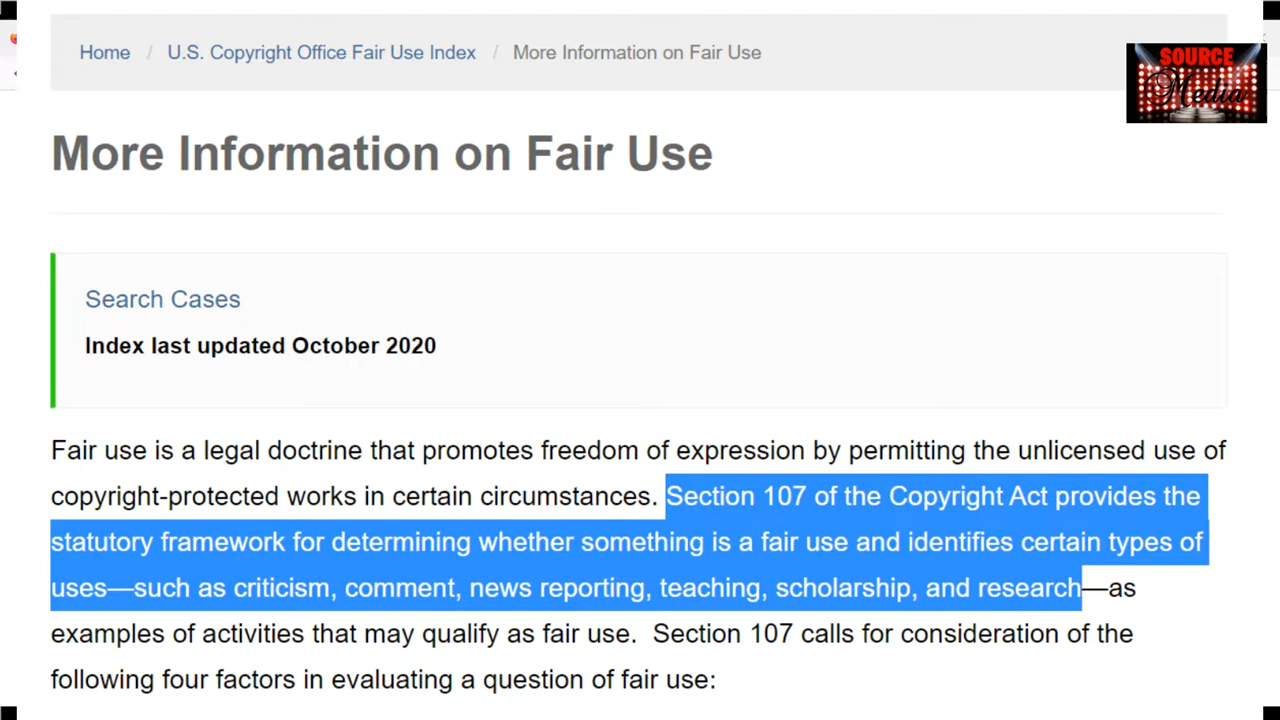 Home / U.S. Copyright Office Fair Use Index / More Information on Fair Use
SOURCE
Media
More Information on Fair Use
Search Cases
Index last updated October 2020
Fair use is a legal doctrine that promotes freedom of expression by permitting the unlicensed use of
copyright-protected works in certain circumstances. Section 107 of the Copyright Act provides the
statutory framework for determining whether something is a fair use and identifies certain types of
uses—such as criticism, comment, news reporting, teaching, scholarship, and research—as
examples of activities that may qualify as fair use.  Section 107 calls for consideration of the
following four factors in evaluating a question of fair use: